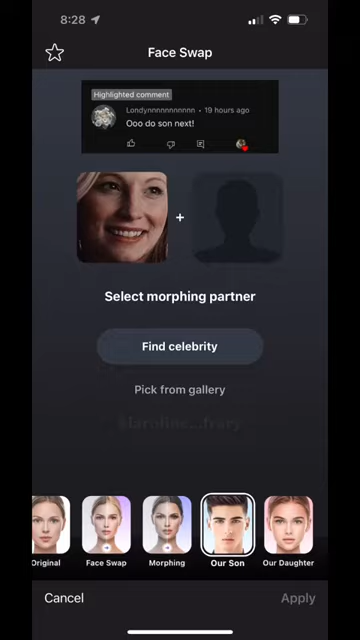 8:28
Face Swap
Highlighted comment
Londynnnnnnnnnn • 19 hours ago
Ooo do son next!
+
Select morphing partner
Find celebrity
Pick from gallery
Original
Face Swap
Morphing
Our Son
Our Daughter
Cancel
Apply